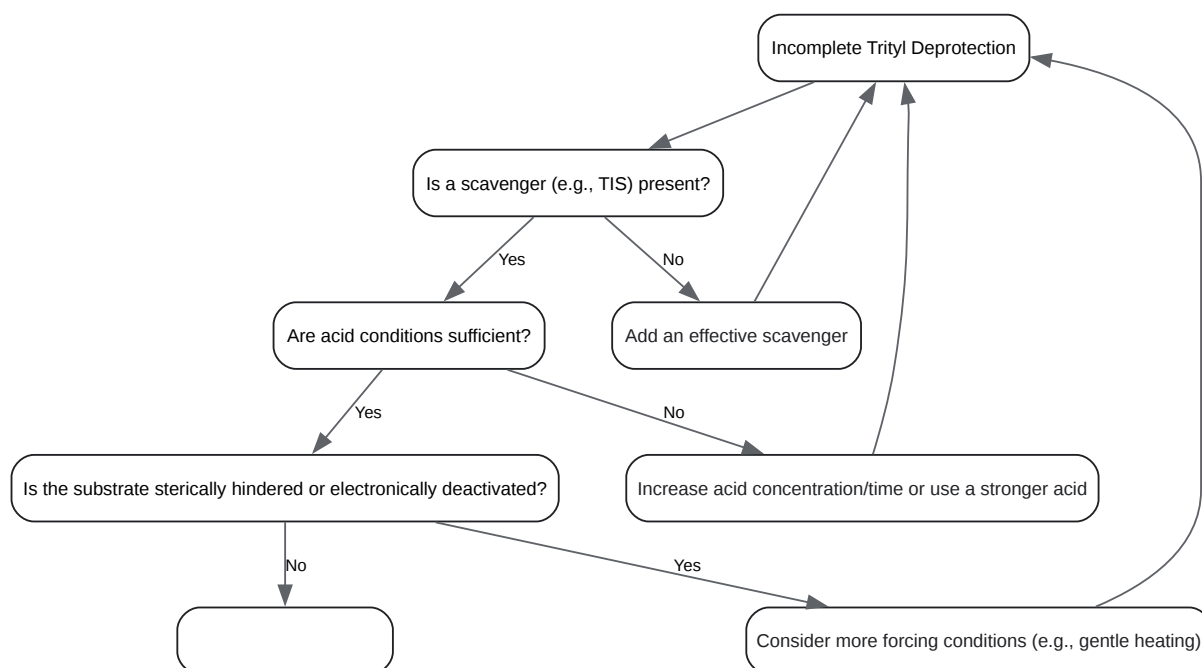 Incomplete Trityl Deprotection
Is a scavenger (e.g., TIS) present?
Yes
No
Are acid conditions sufficient?
Add an effective scavenger
Yes
No
Is the substrate sterically hindered or electronically deactivated?
Increase acid concentration/time or use a stronger acid
No
Yes
Consider more forcing conditions (e.g., gentle heating)